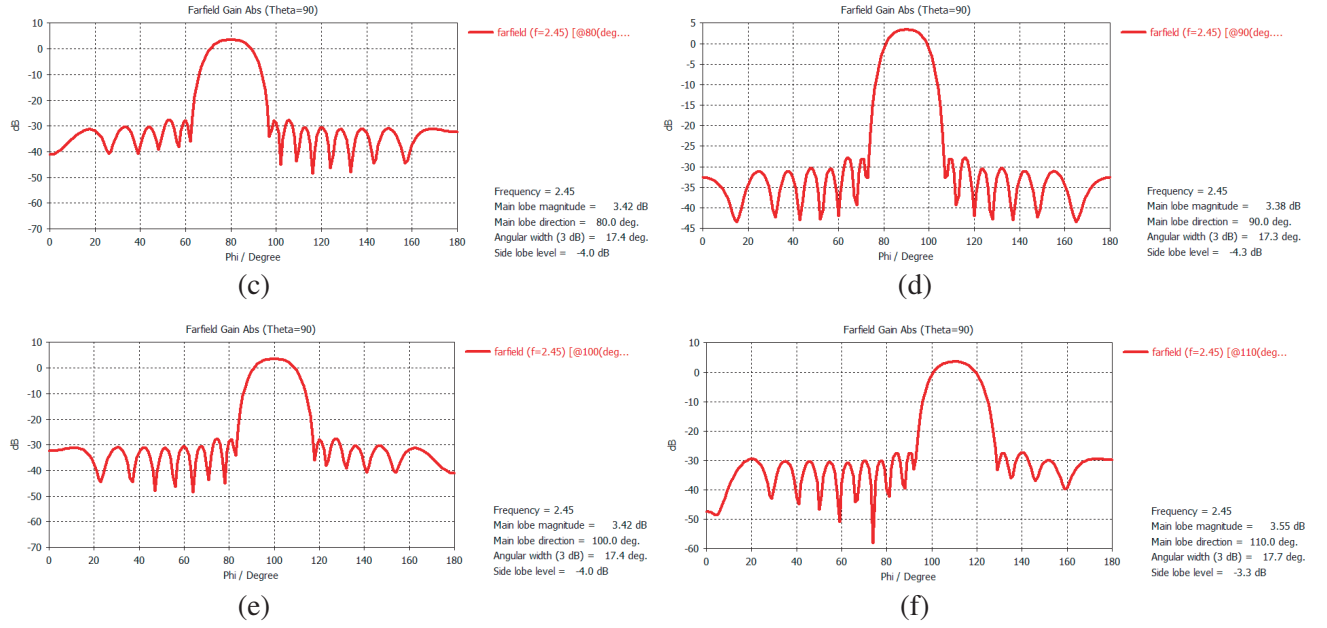 Farfield Gain Abs (Theta=90)
10
0
-10
-20
-30
-40
-50
-60
-70
dB
0 20 40 60 80 100 120 140 160 180
Phi / Degree
farfield (f=2.45) [@80(deg....
Frequency = 2.45
Main lobe magnitude = 3.42 dB
Main lobe direction = 80.0 deg.
Angular width (3 dB) = 17.4 deg.
Side lobe level = -4.0 dB
(c)
Farfield Gain Abs (Theta=90)
5
0
-5
-10
-15
-20
-25
-30
-35
-40
-45
dB
0 20 40 60 80 100 120 140 160 180
Phi / Degree
farfield (f=2.45) [@90(deg....
Frequency = 2.45
Main lobe magnitude = 3.38 dB
Main lobe direction = 90.0 deg.
Angular width (3 dB) = 17.3 deg.
Side lobe level = -4.3 dB
(d)
Farfield Gain Abs (Theta=90)
10
0
-10
-20
-30
-40
-50
-60
-70
dB
0 20 40 60 80 100 120 140 160 180
Phi / Degree
farfield (f=2.45) [@100(deg...
Frequency = 2.45
Main lobe magnitude = 3.42 dB
Main lobe direction = 100.0 deg.
Angular width (3 dB) = 17.4 deg.
Side lobe level = -4.0 dB
(e)
Farfield Gain Abs (Theta=90)
10
0
-10
-20
-30
-40
-50
-60
dB
0 20 40 60 80 100 120 140 160 180
Phi / Degree
farfield (f=2.45) [@110(deg...
Frequency = 2.45
Main lobe magnitude = 3.55 dB
Main lobe direction = 110.0 deg.
Angular width (3 dB) = 17.7 deg.
Side lobe level = -3.3 dB
(f)